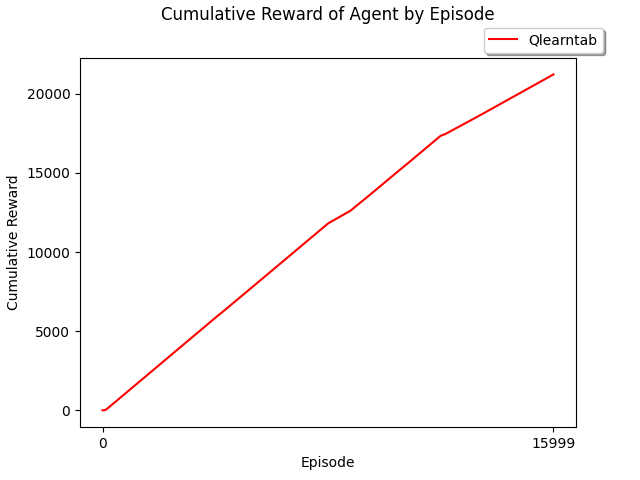 Cumulative Reward of Agent by Episode
Qlearntab
20000
15000
10000
5000
0
Cumulative Reward
0
15999
Episode